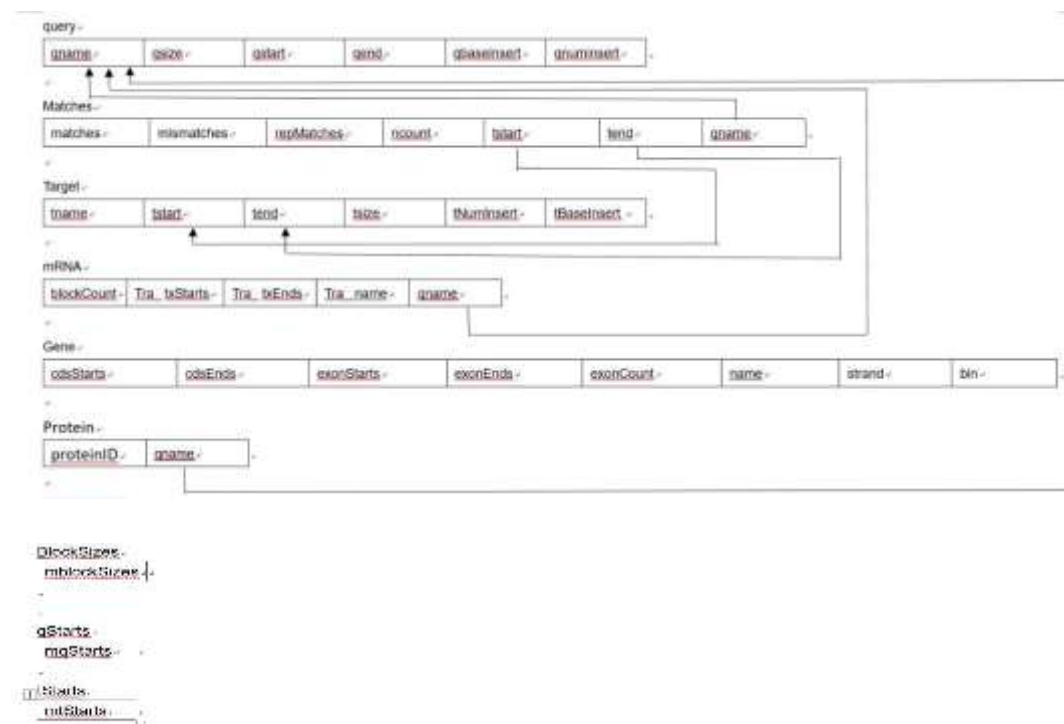 query
qname qsize qstart qend qbaseInsert qnumInsert
Matches
matches mismatches repMatches ncount tstart tend qname
Target
tname tstart tend tsize tNumInsert tBaseInsert
mRNA
blockCount Tra_txStarts Tra_txEnds Tra_name qname
Gene
cdsStarts cdsEnds exonStarts exonEnds exonCount name strand bin
Protein
proteinID qname
BlockSizes
mblockSizes
qStarts
mqStarts
tStarts
mtStarts